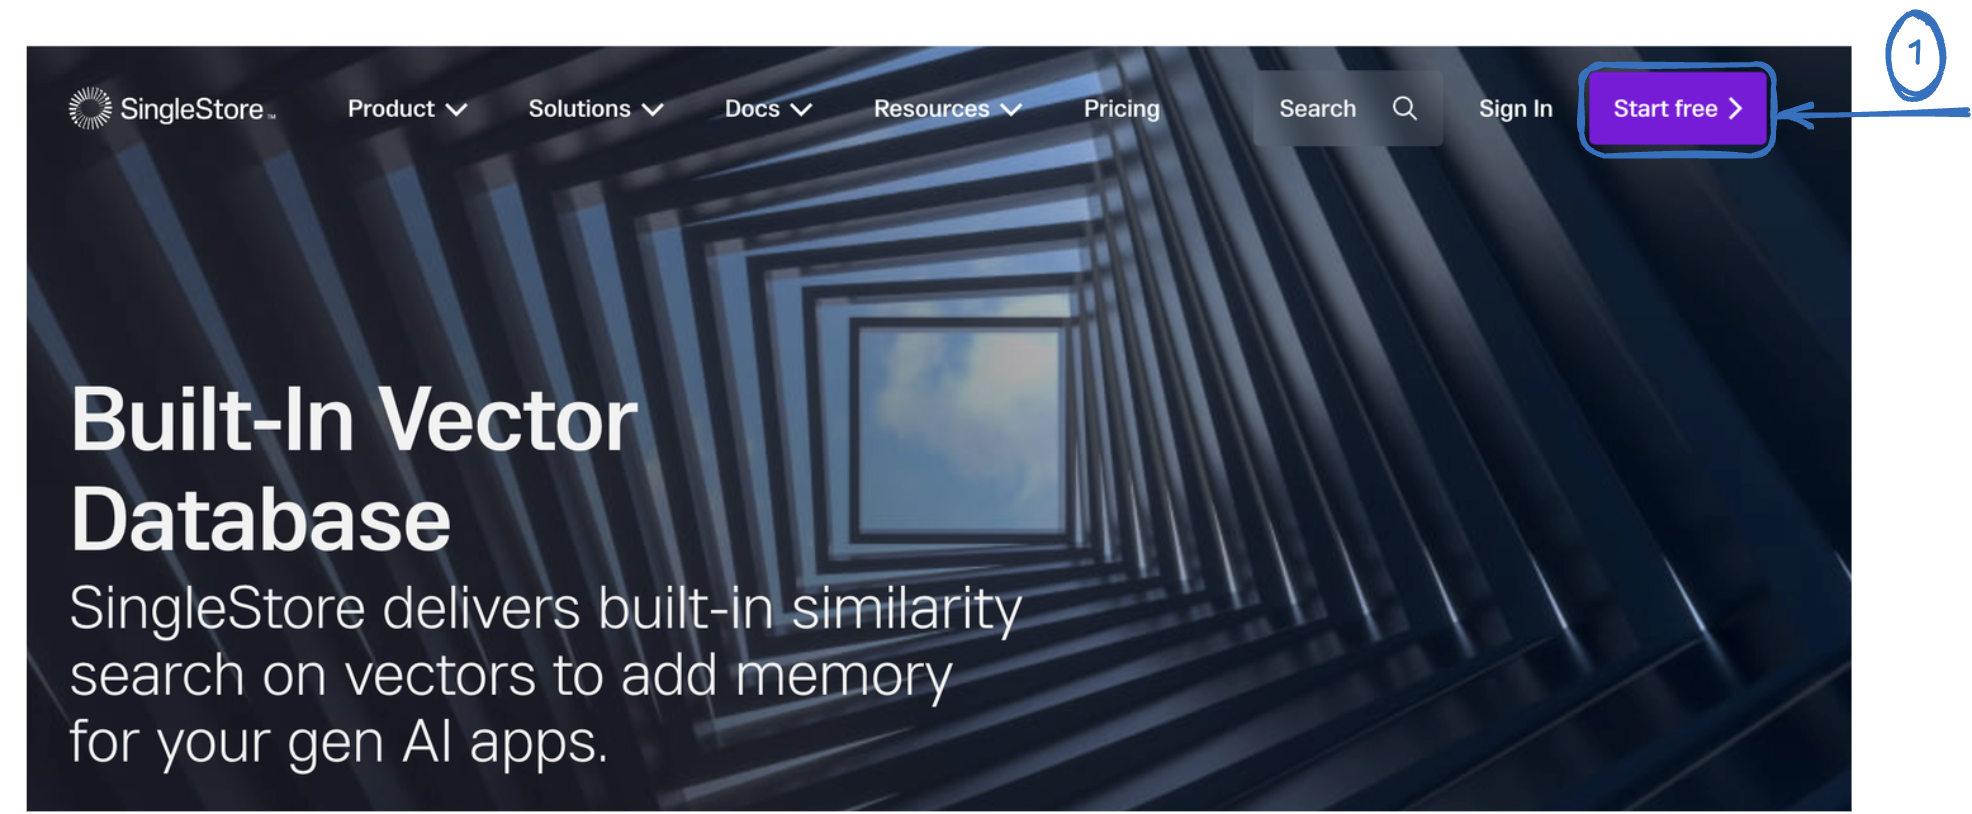 1
SingleStore™ Product Solutions Docs Resources Pricing Search Sign In Start free
Built-In Vector
Database
SingleStore delivers built-in similarity
search on vectors to add memory
for your gen AI apps.